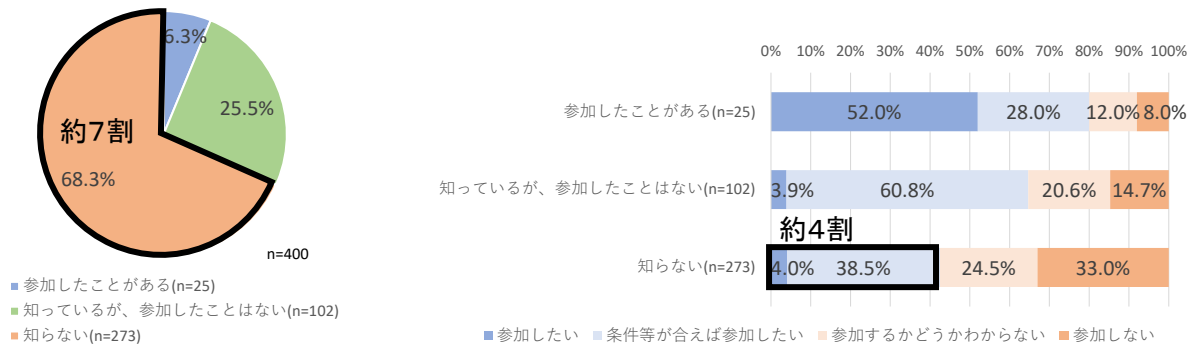 6.3%
25.5%
約7割
68.3%
n=400
参加したことがある(n=25)
知っているが、参加したことはない(n=102)
知らない(n=273)
0% 10% 20% 30% 40% 50% 60% 70% 80% 90% 100%
参加したことがある(n=25) 52.0% 28.0% 12.0% 8.0%
知っているが、参加したことはない(n=102) 3.9% 60.8% 20.6% 14.7%
約4割
知らない(n=273) 4.0% 38.5% 24.5% 33.0%
参加したい 条件等が合えば参加したい 参加するかどうかわからない 参加しない